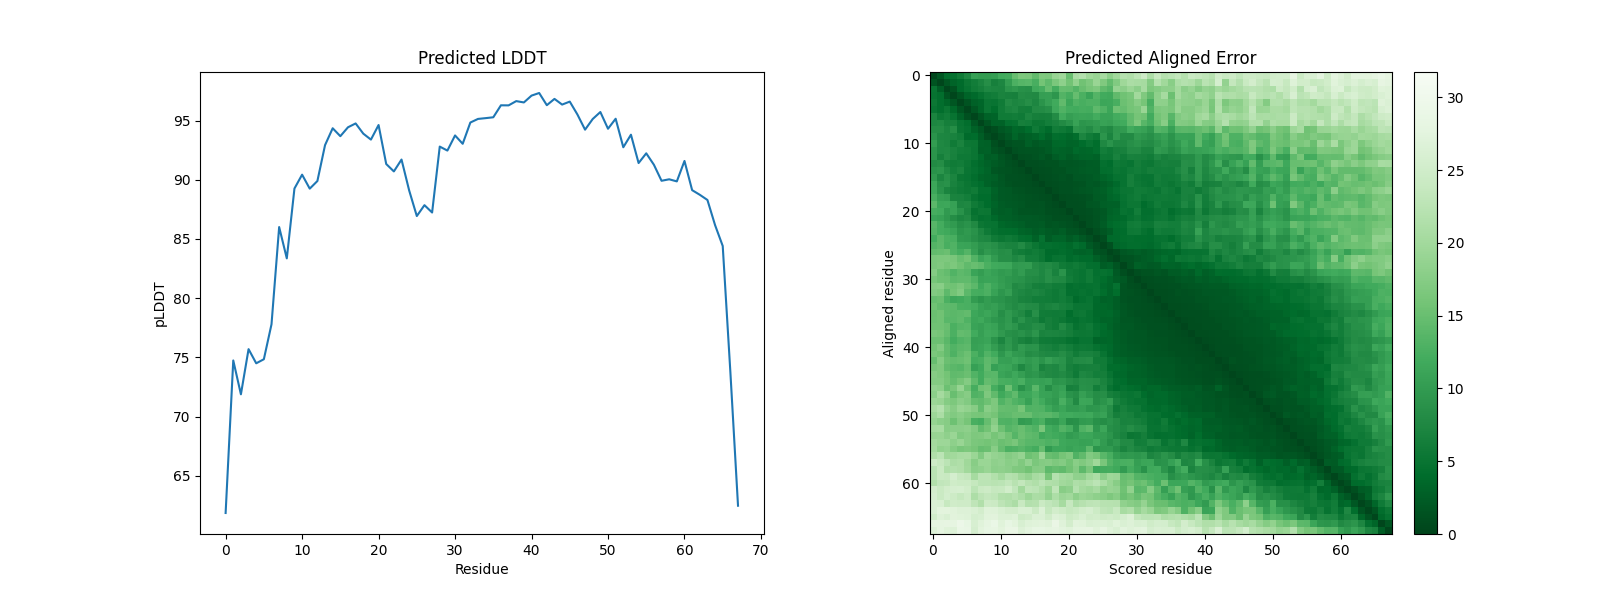 Predicted LDDT
pLDDT
95
90
85
80
75
70
65
0 10 20 30 40 50 60 70
Residue
Predicted Aligned Error
Aligned residue
0
10
20
30
40
50
60
0 10 20 30 40 50 60
Scored residue
30
25
20
15
10
5
0